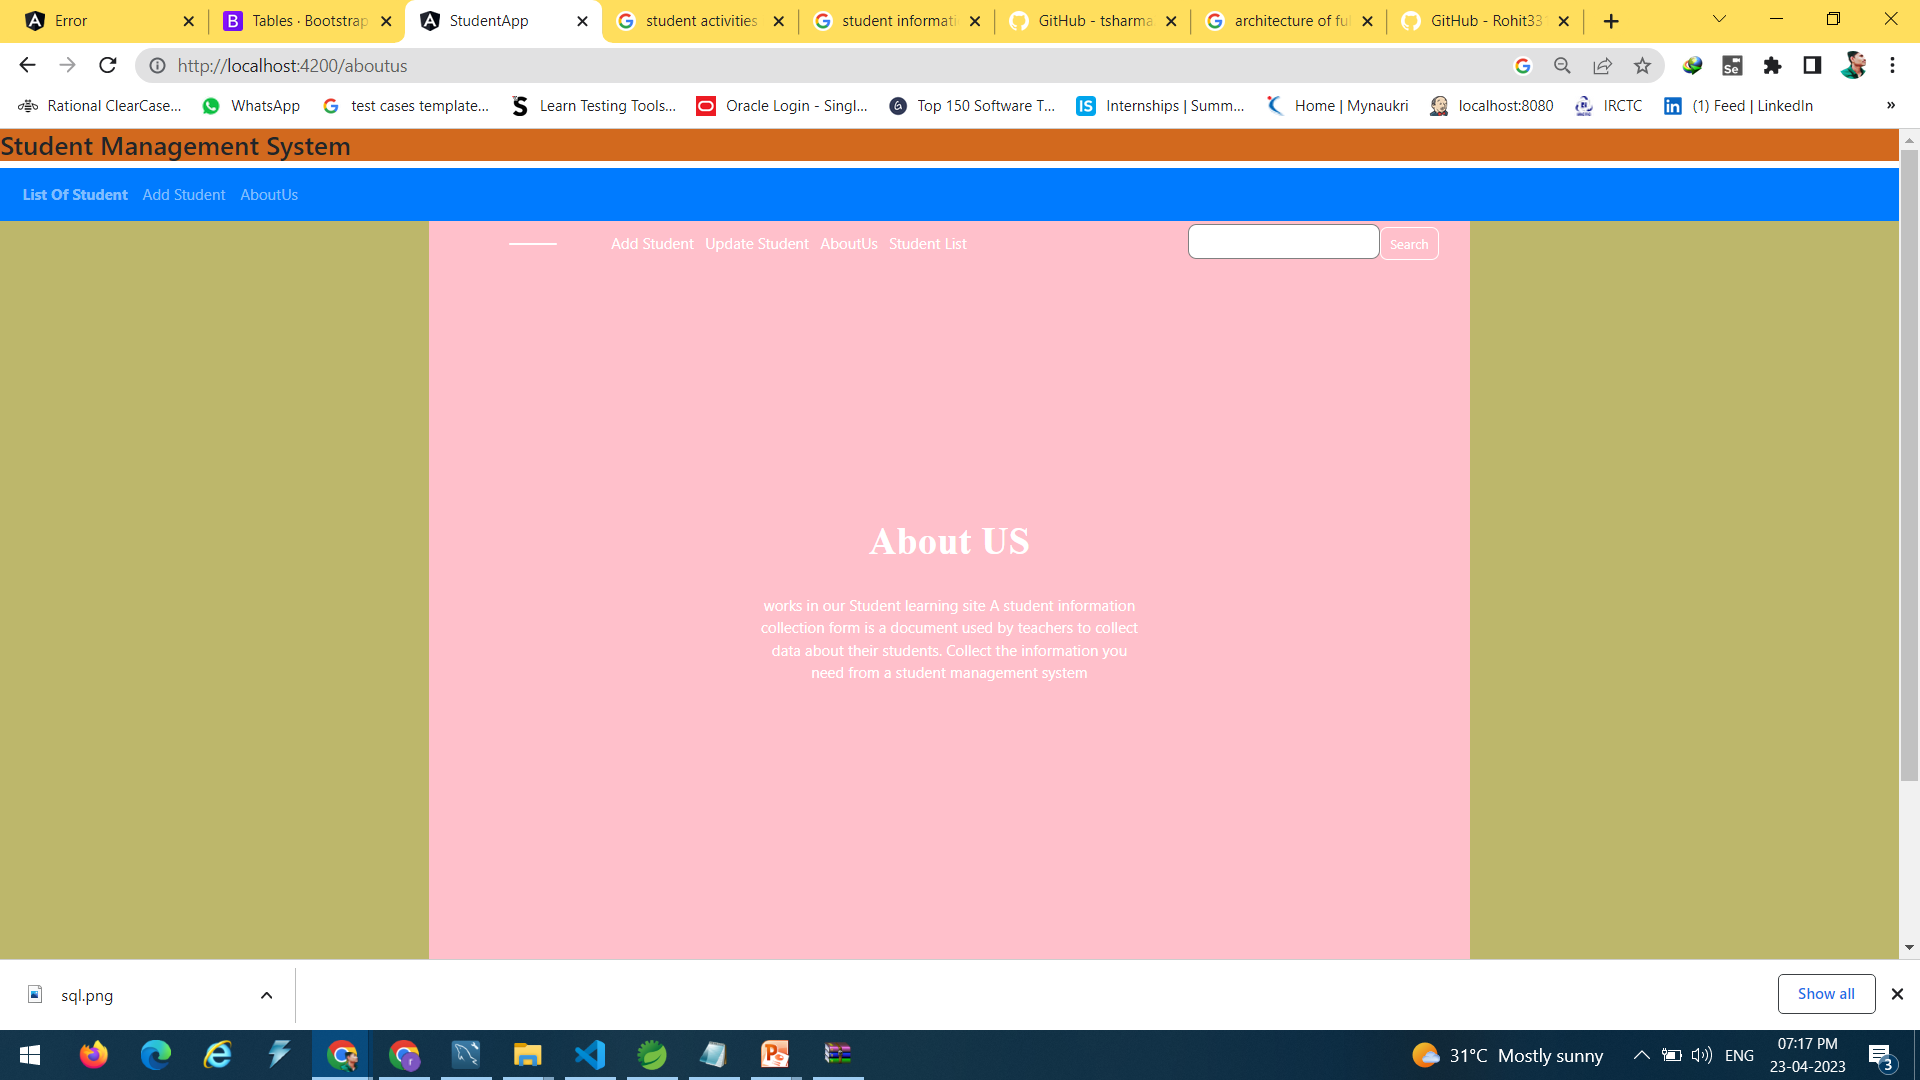 Error
Tables · Bootstrap
StudentApp
student activities
student informati
GitHub - tsharma
architecture of ful
GitHub - Rohit331
http://localhost:4200/aboutus
Rational ClearCase...
WhatsApp
test cases template...
Learn Testing Tools...
Oracle Login - Singl...
Top 150 Software T...
Internships | Summ...
Home | Mynaukri
localhost:8080
IRCTC
(1) Feed | LinkedIn
»
Student Management System
List Of Student Add Student AboutUs
Add Student Update Student AboutUs Student List
Search
About US
works in our Student learning site A student information
collection form is a document used by teachers to collect
data about their students. Collect the information you
need from a student management system
sql.png
Show all
31°C Mostly sunny
ENG
07:17 PM
23-04-2023
3